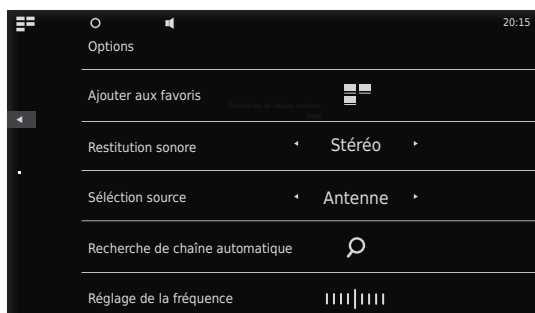 20:15
Options
Ajouter aux favoris
Restitution sonore Stéréo
Séléction source Antenne
Recherche de chaîne automatique
Réglage de la fréquence